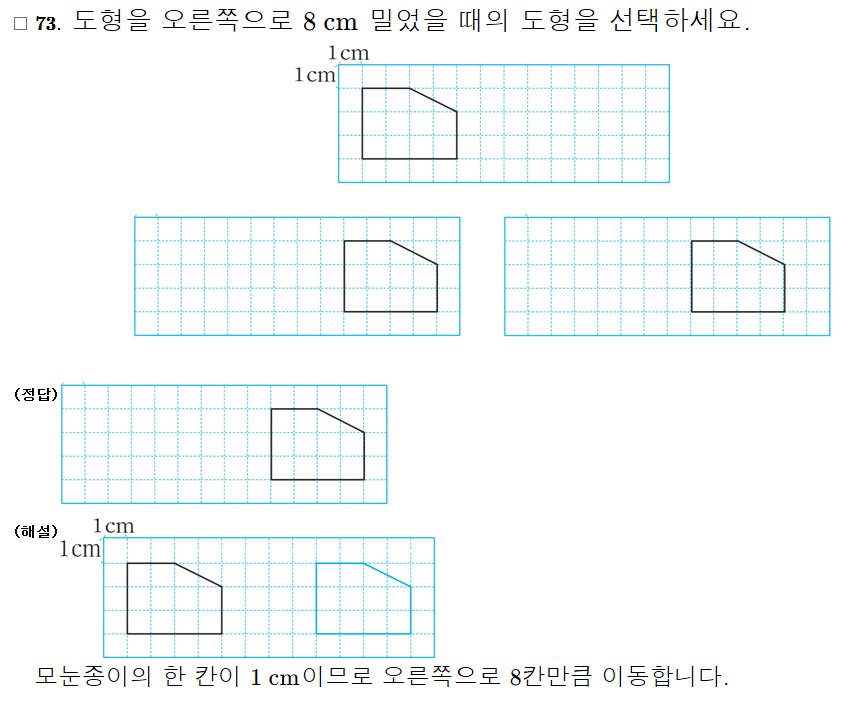 □ 73. 도형을 오른쪽으로 8 cm 밀었을 때의 도형을 선택하세요.
1cm
1cm
(정답)
(해설)
1cm
1cm
모눈종이의 한 칸이 1 cm이므로 오른쪽으로 8칸만큼 이동합니다.